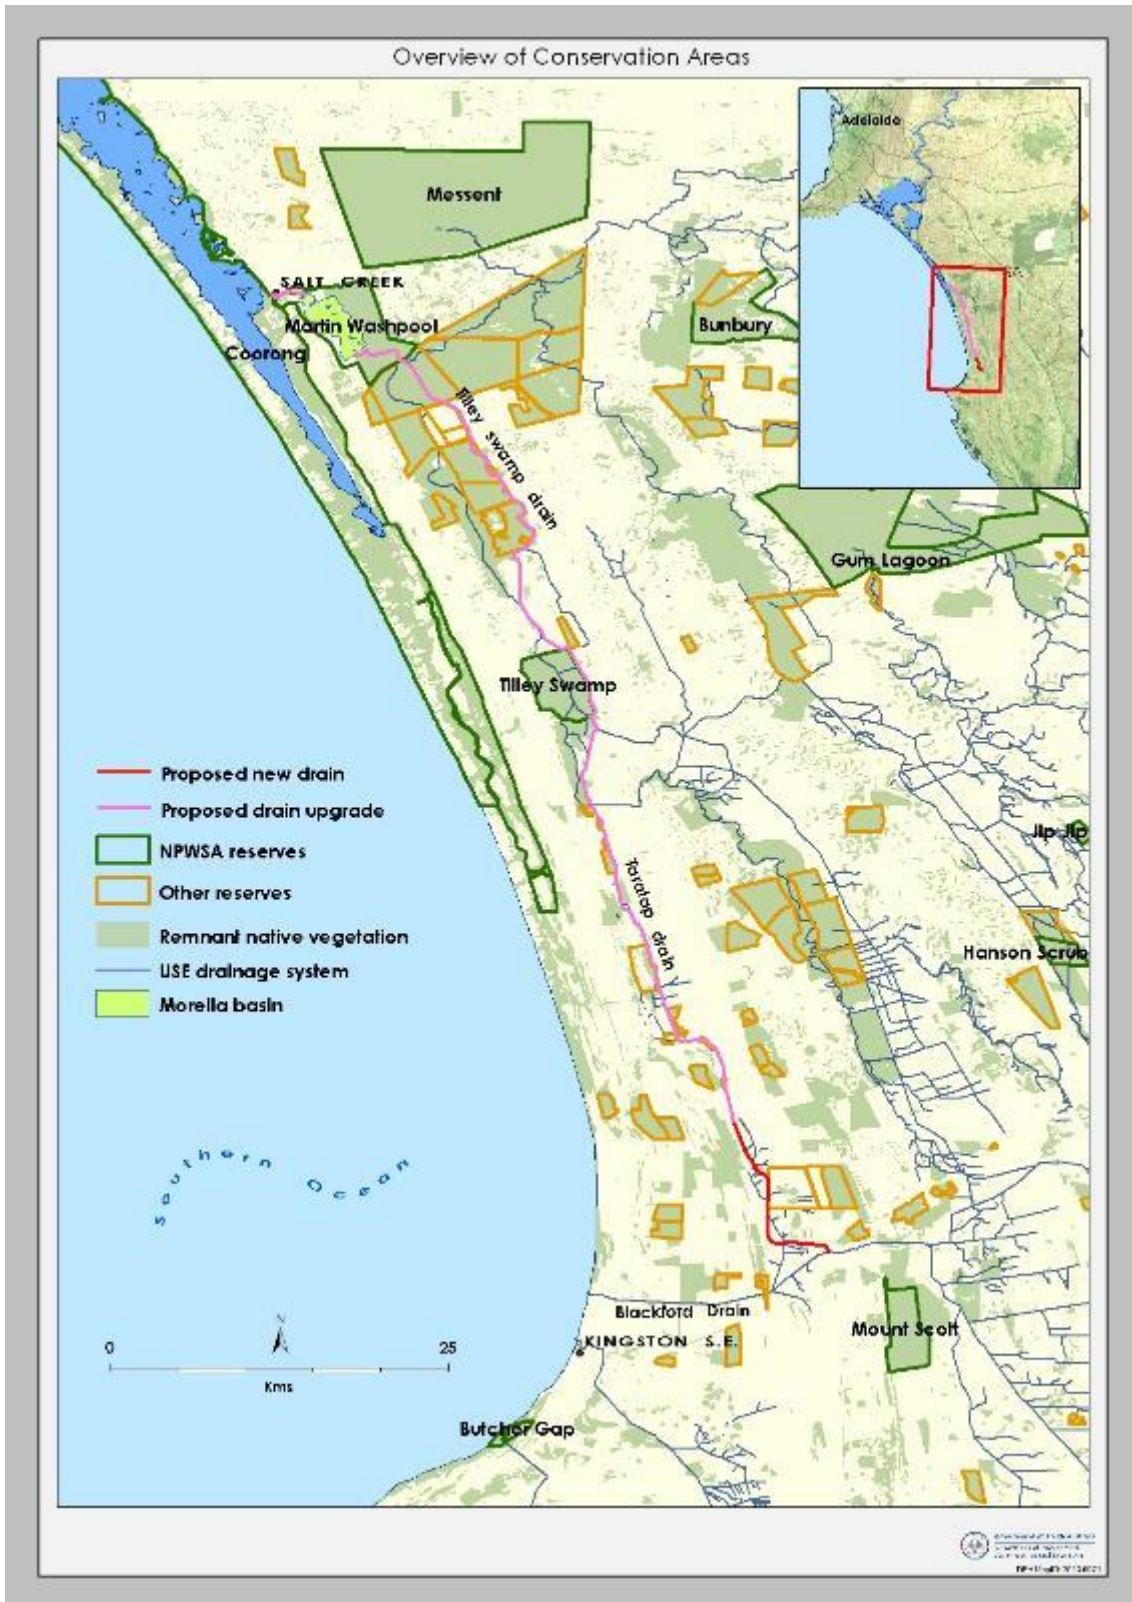 Overview of Conservation Areas
Adelaide
Messent
SALT CREEK
Martin Washpool
Bunbury
Coorong
Tilley swamp drain
Gum Lagoon
Tilley Swamp
Proposed new drain
Proposed drain upgrade
NPWSA reserves
Jip Jip
Other reserves
Taratap drain
Remnant native vegetation
Hanson Scrub
USE drainage system
Morella basin
Southern Ocean
Blackford Drain
Mount Scott
KINGSTON S.E.
N
0 25
Kms
Butcher Gap